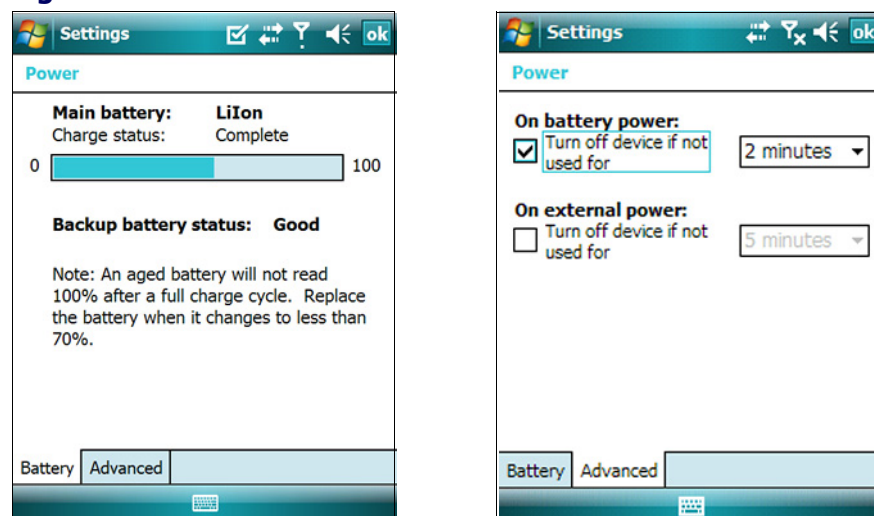 Settings
ok
Power
Main battery: LiIon
Charge status: Complete
0 100
Backup battery status: Good
Note: An aged battery will not read
100% after a full charge cycle. Replace
the battery when it changes to less than
70%.
Battery Advanced
Settings
ok
Power
On battery power:
Turn off device if not
used for
2 minutes
On external power:
Turn off device if not
used for
5 minutes
Battery Advanced